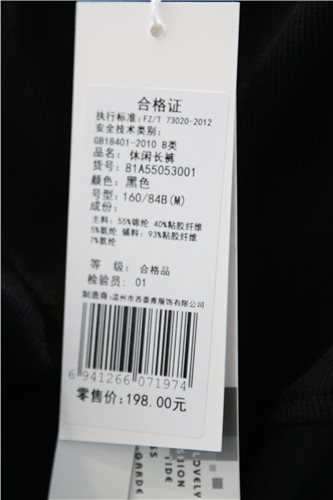 合格证
执行标准:FZ/T 73020-2012
安全技术类别:
GB18401-2010 B类
品名: 休闲长裤
货号: 81A55053001
颜色: 黑色
号型:160/84B(M)
成份:
主料: 55%锦纶 40%粘胶纤维
5%氨纶 辅料: 93%粘胶纤维
7%氨纶
等 级: 合格品
检验员: 01
制造商:温州市西蔷雅服饰有限公司
6 941266 071974
零售价:198.00元
LOVELY